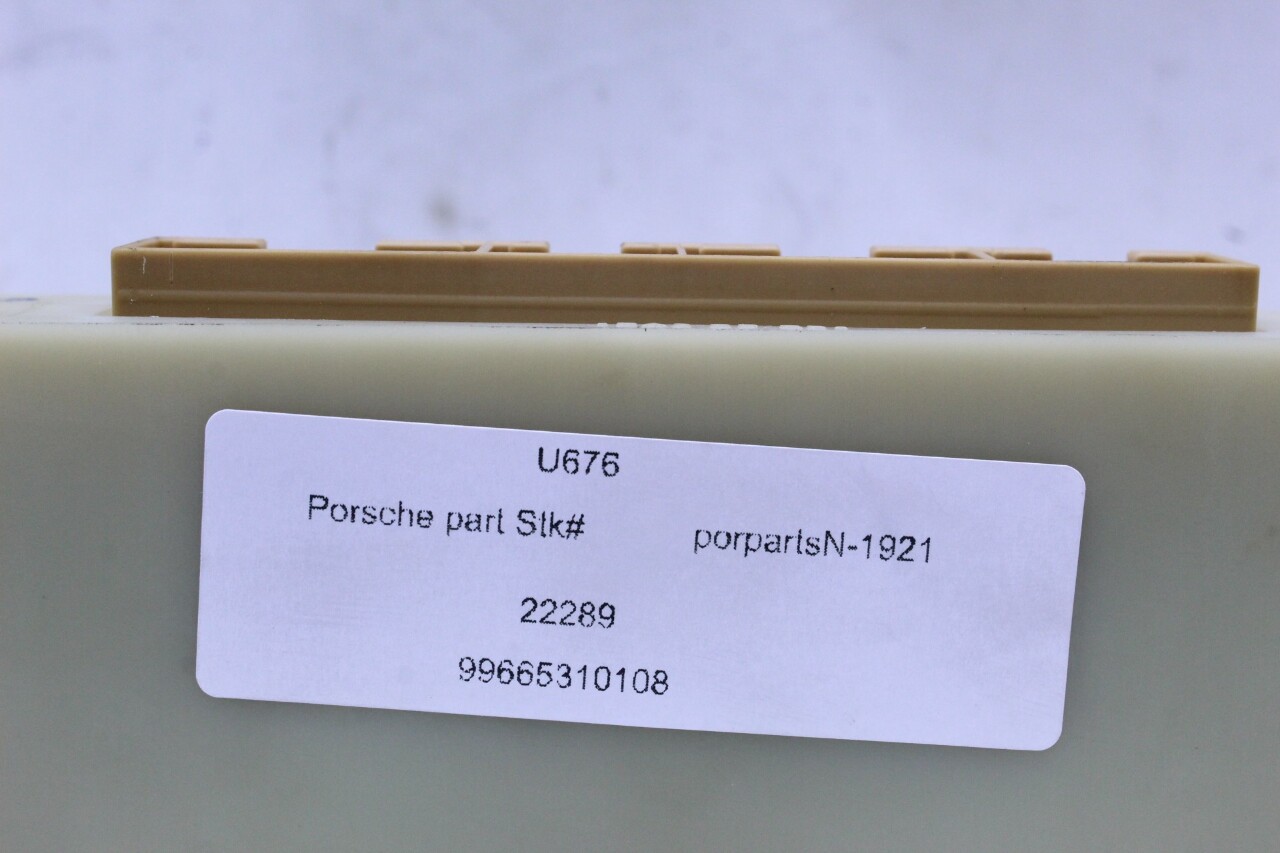 U676
Porsche part Stk# porpartsN-1921
22289
99665310108